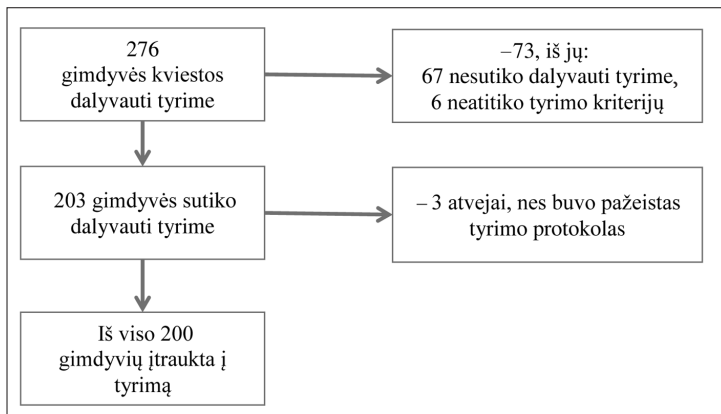 276
gimdyvės kviestos
dalyvauti tyrime
–73, iš jų:
67 nesutiko dalyvauti tyrime,
6 neatitiko tyrimo kriterijų
203 gimdyvės sutiko
dalyvauti tyrime
– 3 atvejai, nes buvo pažeistas
tyrimo protokolas
Iš viso 200
gimdyvių įtraukta į
tyrimą